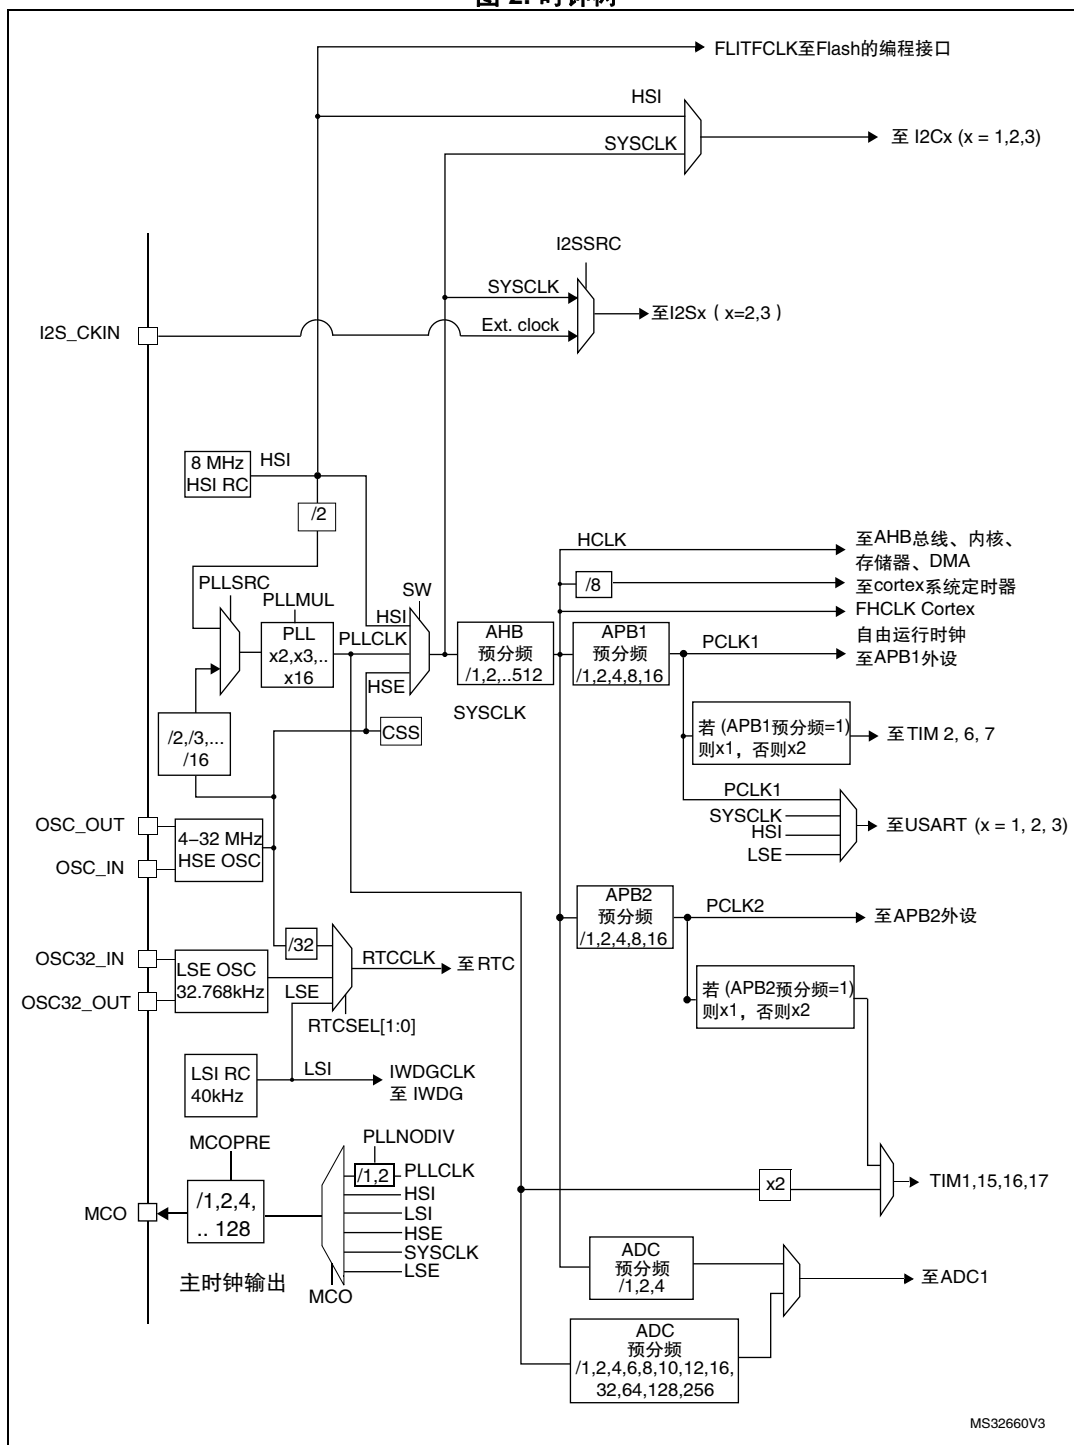 图 2. 时钟树
FLITFCLK至Flash的编程接口
HSI
至 I2Cx (x = 1,2,3)
SYSCLK
I2SSRC
SYSCLK
至I2Sx（x=2,3）
I2S_CKIN
Ext. clock
8 MHz
HSI RC
HSI
/2
HCLK
至AHB总线、内核、
存储器、DMA
/8
至cortex系统定时器
FHCLK Cortex
自由运行时钟
PLLSRC
PLLMUL
SW
HSI
PLL
x2,x3,..
x16
PLLCLK
HSE
AHB
预分频
/1,2,..512
APB1
预分频
/1,2,4,8,16
PCLK1
至APB1外设
SYSCLK
CSS
/2,/3,...
/16
若 (APB1预分频=1)
则x1，否则x2
至TIM 2, 6, 7
PCLK1
SYSCLK
HSI
LSE
至USART (x = 1, 2, 3)
OSC_OUT
OSC_IN
4–32 MHz
HSE OSC
APB2
预分频
/1,2,4,8,16
PCLK2
至APB2外设
/32
OSC32_IN
OSC32_OUT
LSE OSC
32.768kHz
LSE
RTCCLK
至RTC
RTCSEL[1:0]
若 (APB2预分频=1)
则x1，否则x2
LSI RC
40kHz
LSI
IWDGCLK
至 IWDG
PLLNODIV
MCOPRE
/1,2
PLLCLK
HSI
LSI
HSE
SYSCLK
LSE
MCO
/1,2,4,
.. 128
主时钟输出
MCO
x2
TIM1,15,16,17
ADC
预分频
/1,2,4
至ADC1
ADC
预分频
/1,2,4,6,8,10,12,16,
32,64,128,256
MS32660V3